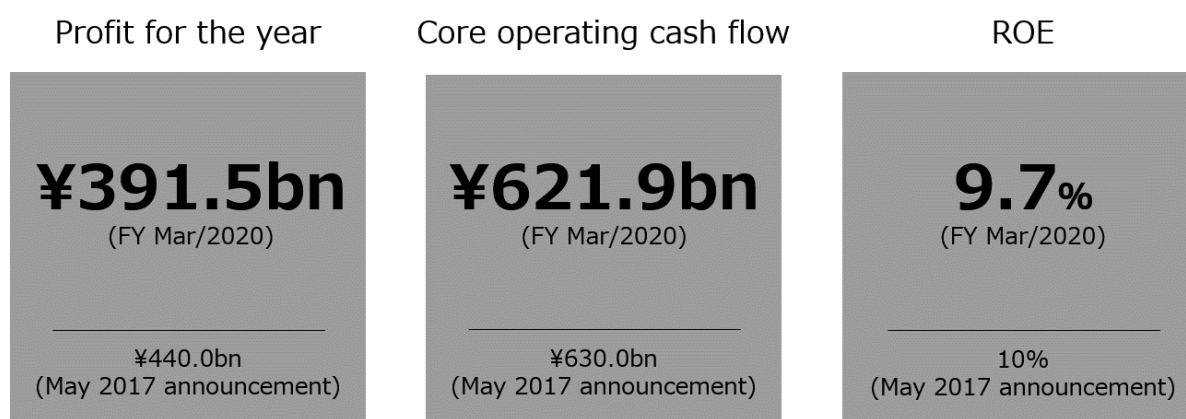 Profit for the year
¥391.5bn
(FY Mar/2020)
¥440.0bn
(May 2017 announcement)
Core operating cash flow
¥621.9bn
(FY Mar/2020)
¥630.0bn
(May 2017 announcement)
ROE
9.7%
(FY Mar/2020)
10%
(May 2017 announcement)